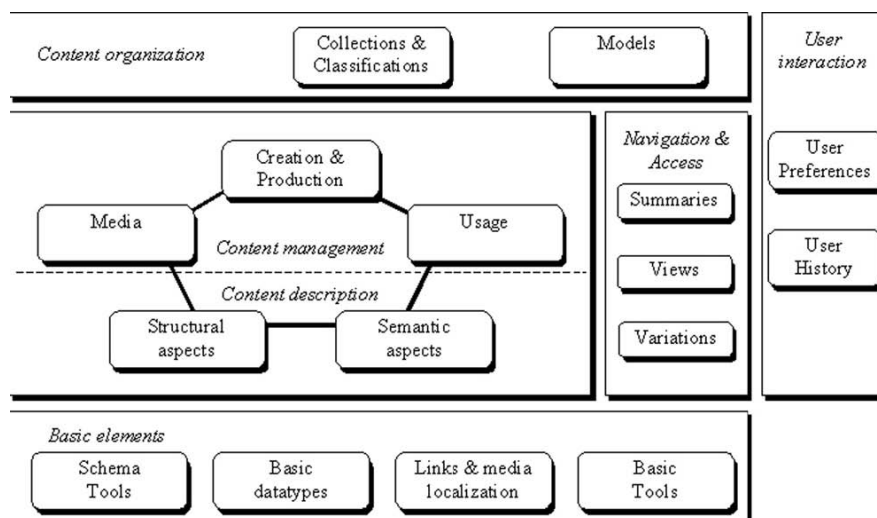 Content organization
Collections &
Classifications
Models
User
interaction
User
Preferences
User
History
Creation &
Production
Media
Usage
Content management
Content description
Structural
aspects
Semantic
aspects
Navigation &
Access
Summaries
Views
Variations
Basic elements
Schema
Tools
Basic
datatypes
Links & media
localization
Basic
Tools